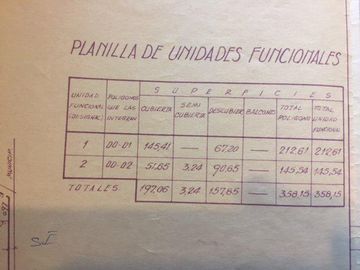 PLANILLA DE UNIDADES FUNCIONALES
SUPERFICIES
UNIDAD FUNCIONAL (DESIGNAC.) POLIGONOS QUE LAS INTEGRAN CUBIERTA SEMI CUBIERTA DESCUBIER. BALCONES TOTAL POLIGONO TOTAL UNIDAD FUNCIONAL
1 00-01 145,41 — 67,20 — 212,61 212,61
2 00-02 51,65 3,24 90,65 — 145,54 145,54
TOTALES 197,06 3,24 157,85 — 358,15 358,15